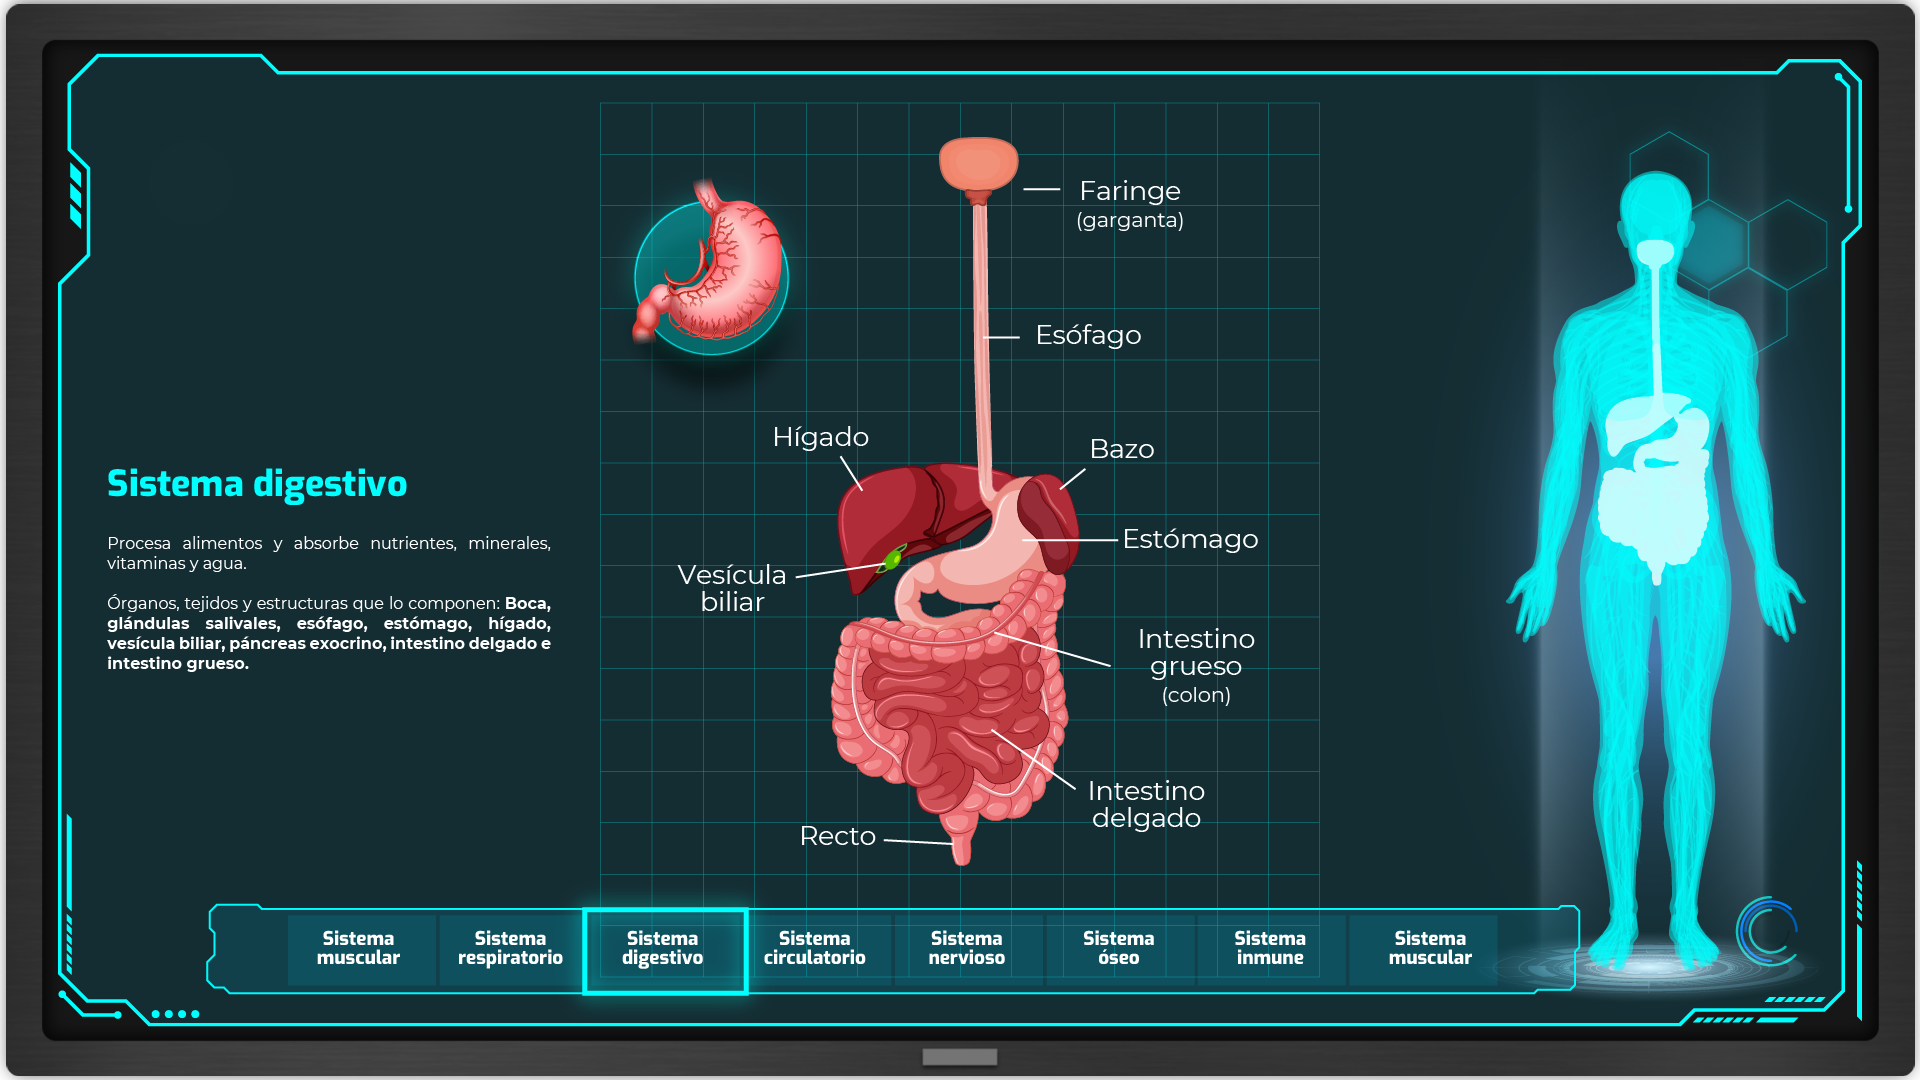 Sistema digestivo
Procesa alimentos y absorbe nutrientes, minerales,
vitaminas y agua.
Órganos, tejidos y estructuras que lo componen: Boca,
glándulas salivales, esófago, estómago, hígado,
vesícula biliar, páncreas exocrino, intestino delgado e
intestino grueso.
Faringe
(garganta)
Esófago
Hígado
Bazo
Estómago
Vesícula
biliar
Intestino
grueso
(colon)
Intestino
delgado
Recto
Sistema
muscular
Sistema
respiratorio
Sistema
digestivo
Sistema
circulatorio
Sistema
nervioso
Sistema
óseo
Sistema
inmune
Sistema
muscular